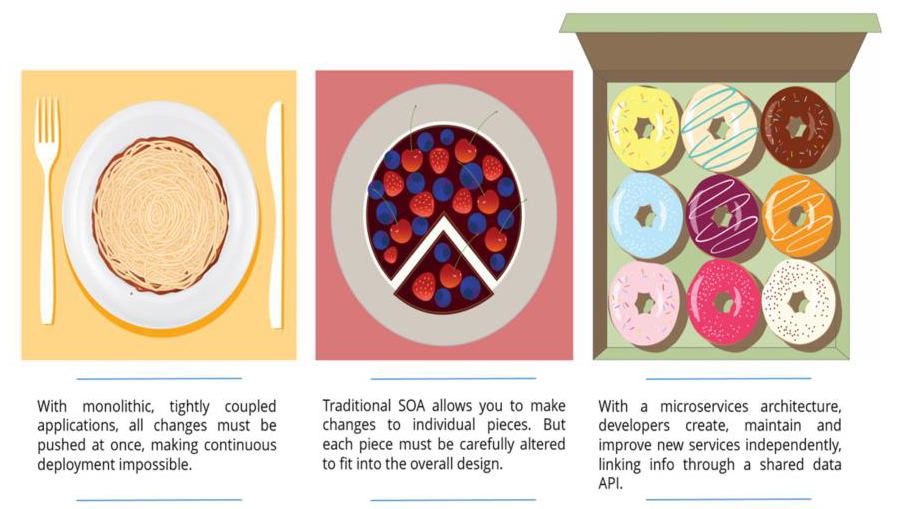 With monolithic, tightly coupled
applications, all changes must be
pushed at once, making continuous
deployment impossible.
Traditional SOA allows you to make
changes to individual pieces. But
each piece must be carefully altered
to fit into the overall design.
With a microservices architecture,
developers create, maintain and
improve new services independently,
linking info through a shared data
API.